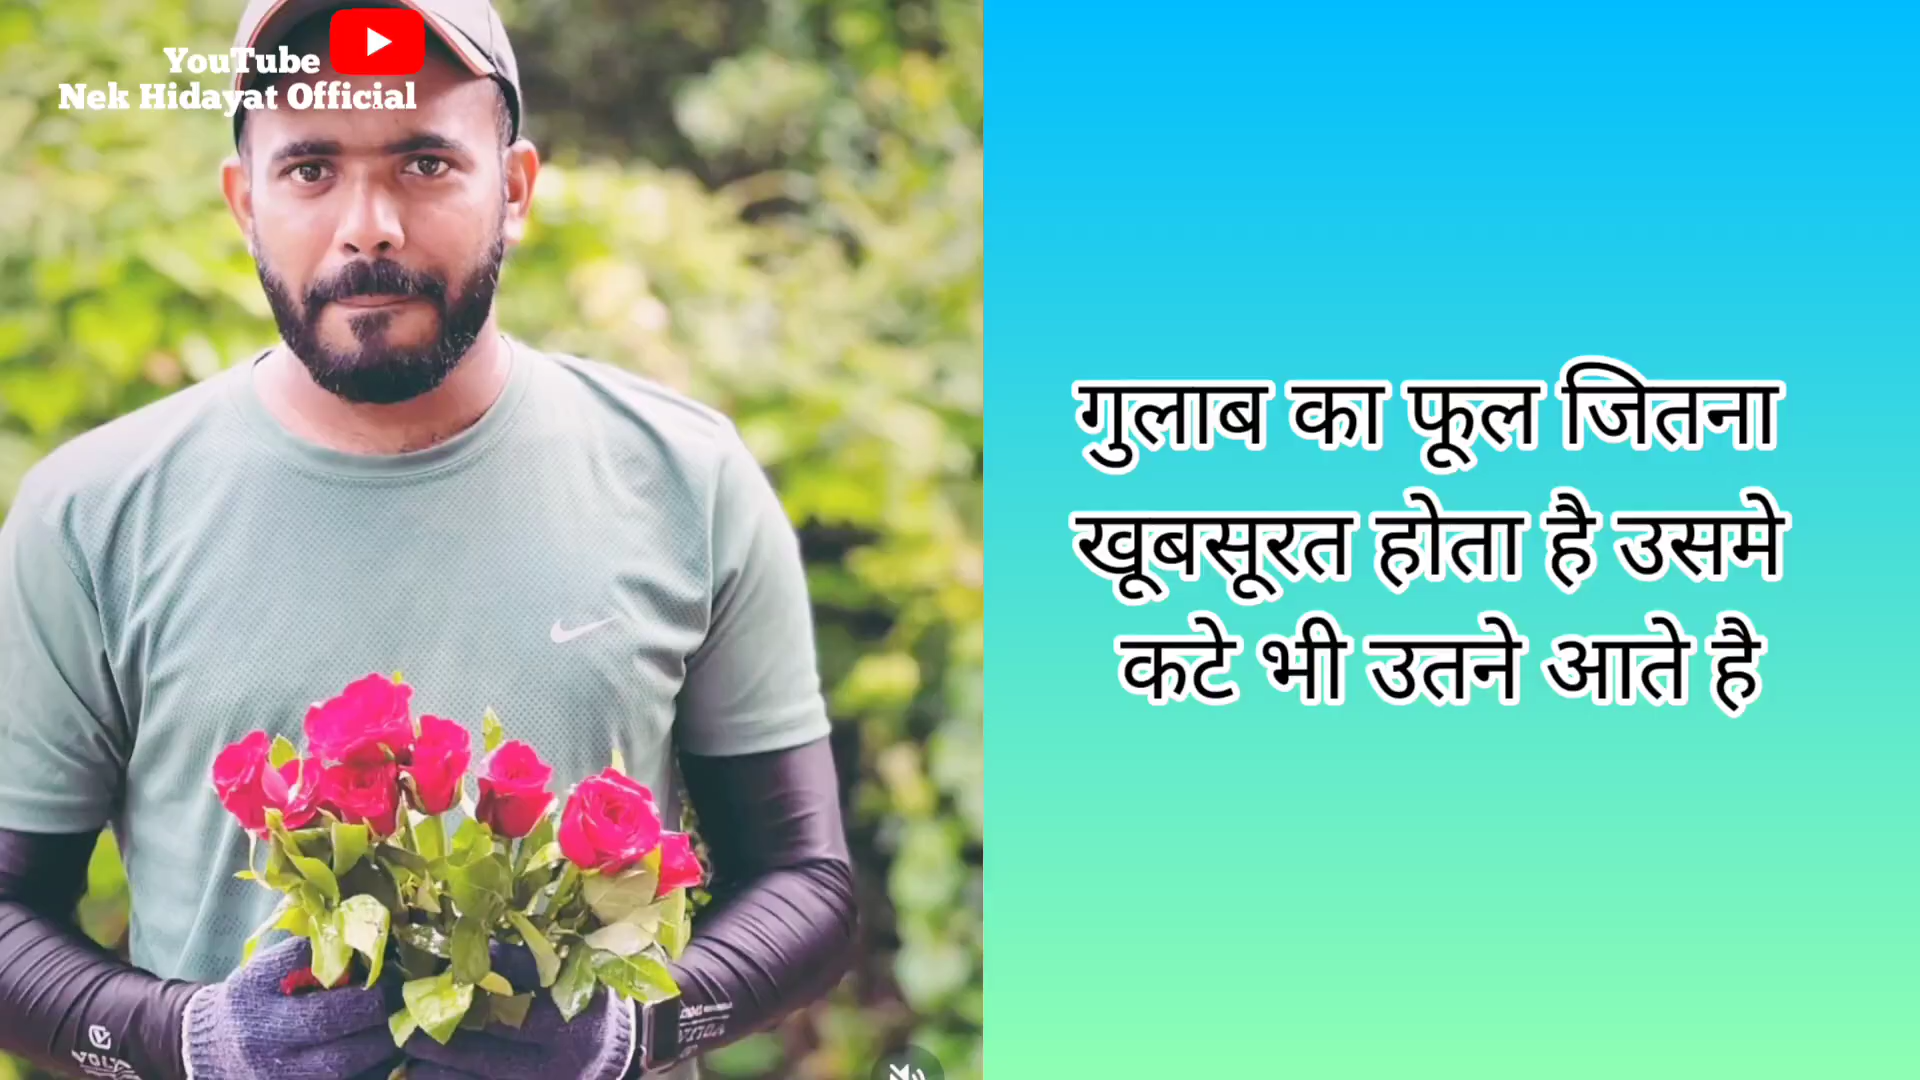 YouTube
Nek Hidayat Official
गुलाब का फूल जितना
खूबसूरत होता है उसमे
कटे भी उतने आते है